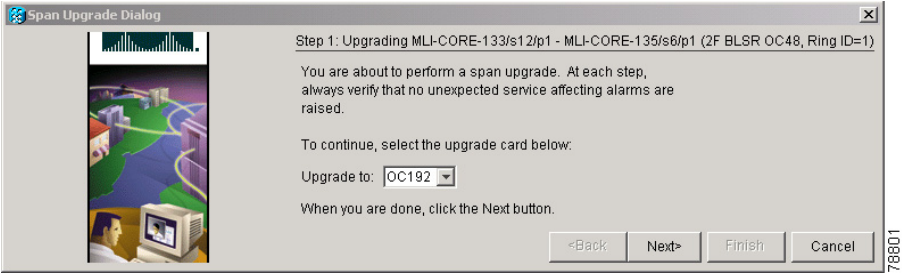 Span Upgrade Dialog
Step 1: Upgrading MLI-CORE-133/s12/p1 - MLI-CORE-135/s6/p1 (2F BLSR OC48, Ring ID=1)
You are about to perform a span upgrade. At each step,
always verify that no unexpected service affecting alarms are
raised.
To continue, select the upgrade card below:
Upgrade to: OC192
When you are done, click the Next button.
<Back Next> Finish Cancel
78801